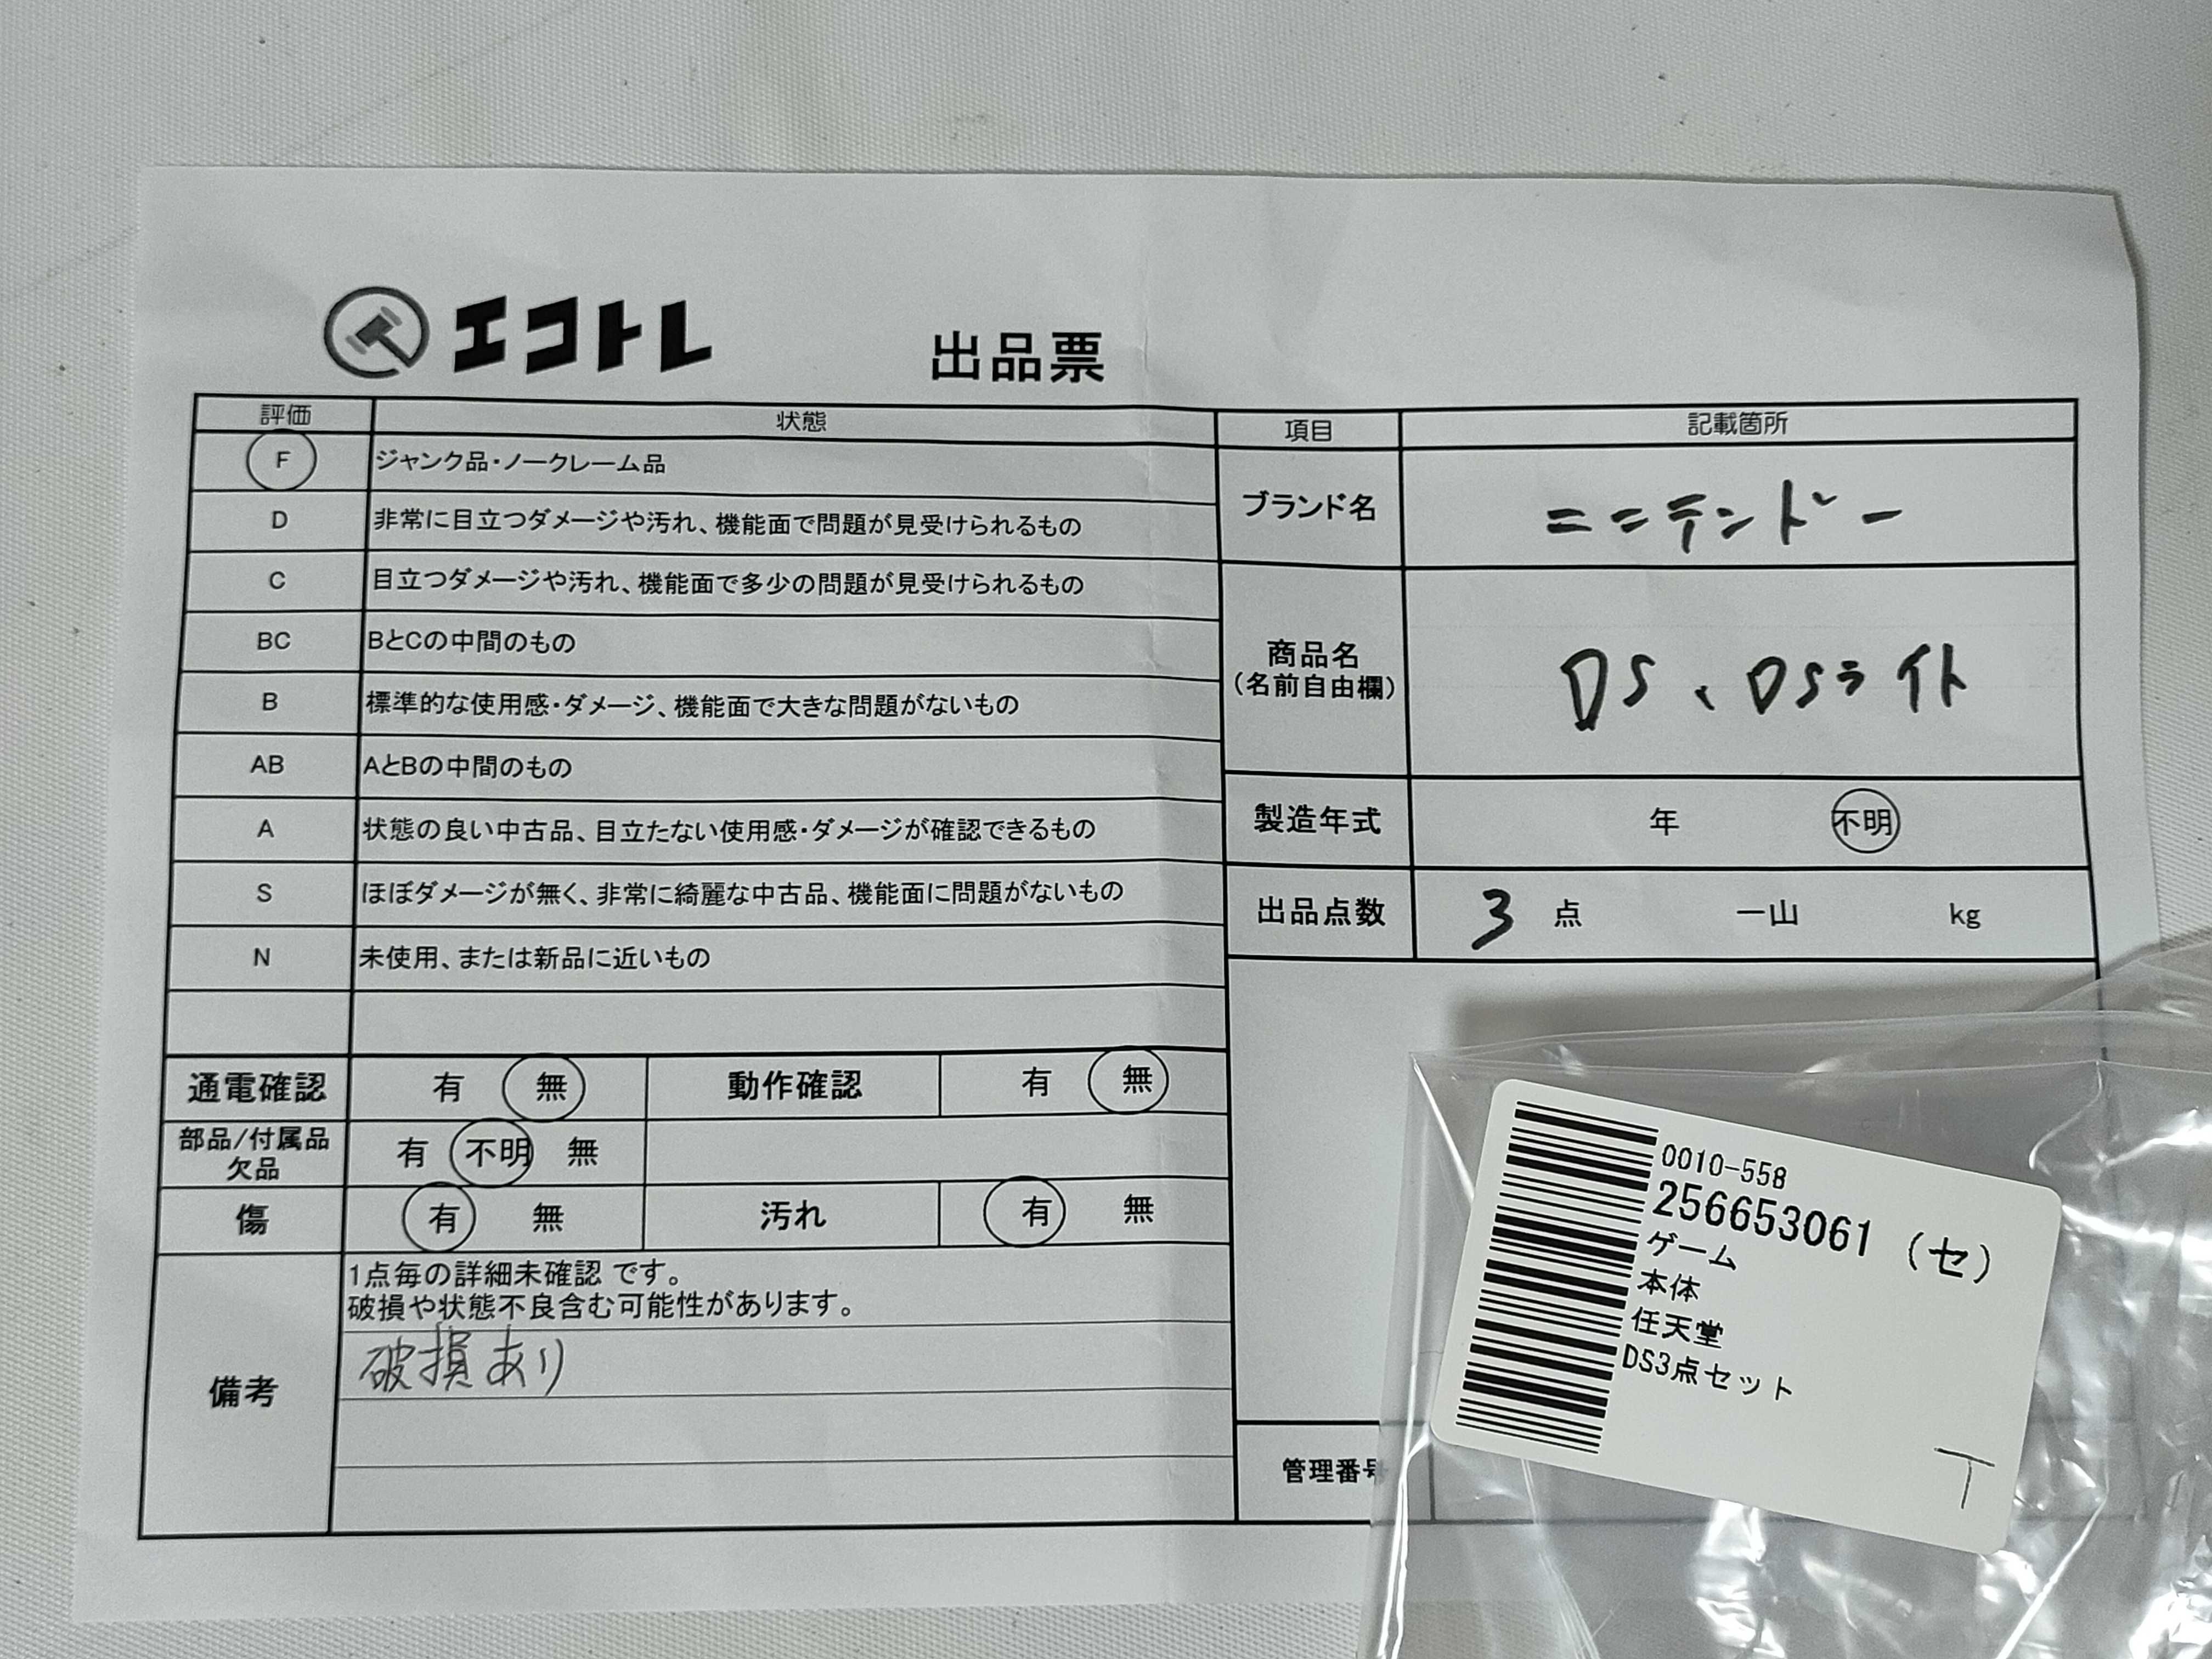 エコトレ
出品票
評価 状態
F ジャンク品・ノークレーム品
D 非常に目立つダメージや汚れ、機能面で問題が見受けられるもの
C 目立つダメージや汚れ、機能面で多少の問題が見受けられるもの
BC BとCの中間のもの
B 標準的な使用感・ダメージ、機能面で大きな問題がないもの
AB AとBの中間のもの
A 状態の良い中古品、目立たない使用感・ダメージが確認できるもの
S ほぼダメージが無く、非常に綺麗な中古品、機能面に問題がないもの
N 未使用、または新品に近いもの
通電確認 有 無 動作確認 有 無
部品/付属品
欠品
有 不明 無
傷 有 無 汚れ 有 無
備考
1点毎の詳細未確認 です。
破損や状態不良含む可能性があります。
破損あり
項目 記載箇所
ブランド名 ニニテンドー
商品名
(名前自由欄)
DS、DSライト
製造年式 年 不明
出品点数 3 点 一山 kg
管理番号
0010-558
256653061 (セ)
ゲーム
本体
任天堂
DS3点セット
T